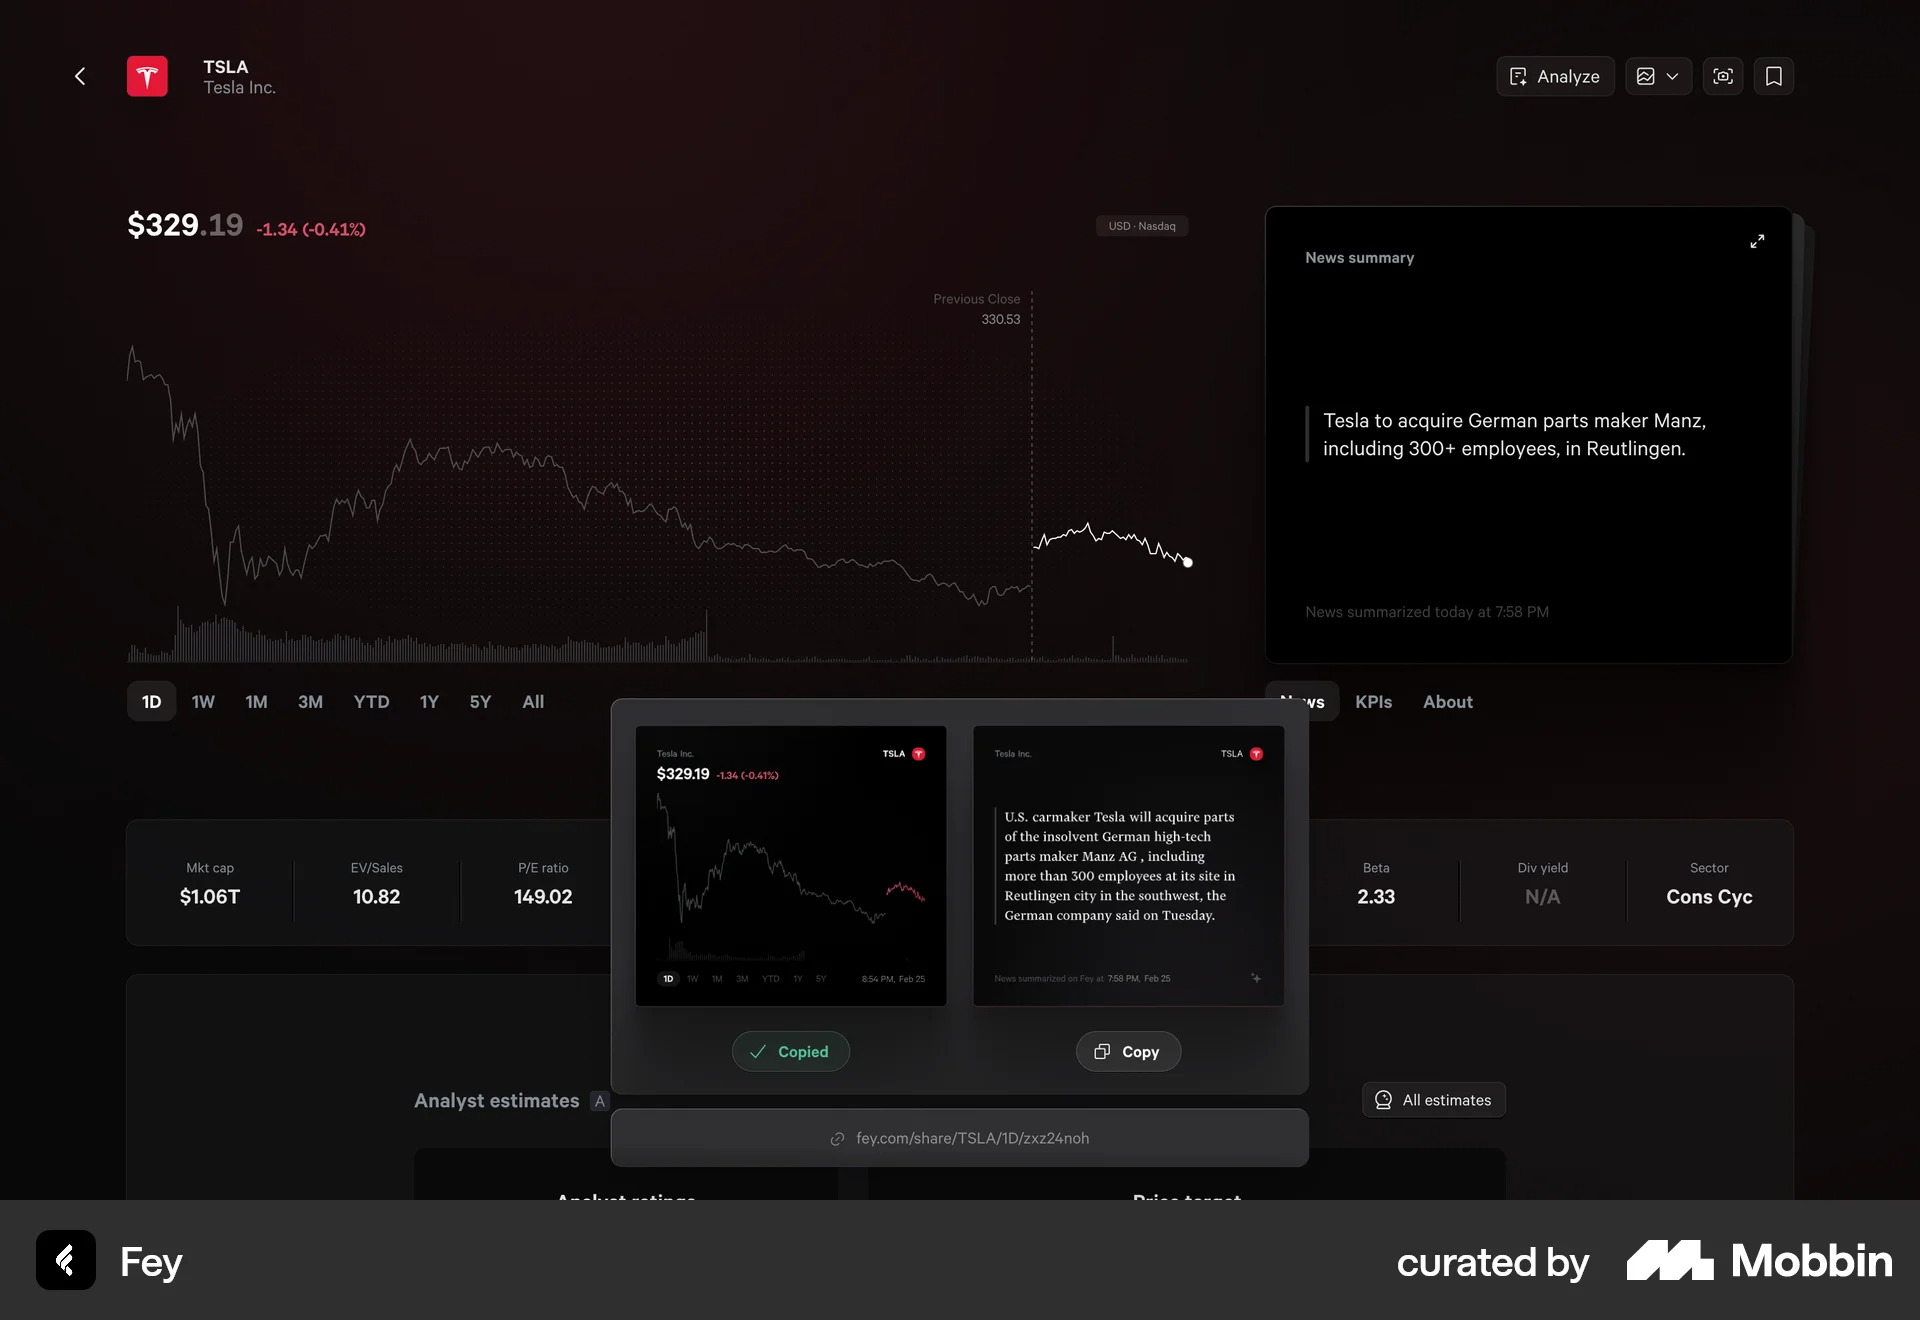 TSLA
Tesla Inc.
Analyze
$329.19 -1.34 (-0.41%)
USD · Nasdaq
Previous Close
330.53
News summary
Tesla to acquire German parts maker Manz,
including 300+ employees, in Reutlingen.
News summarized today at 7:58 PM
1D 1W 1M 3M YTD 1Y 5Y All
News KPIs About
Mkt cap
$1.06T
EV/Sales
10.82
P/E ratio
149.02
Beta
2.33
Div yield
N/A
Sector
Cons Cyc
Tesla Inc.
TSLA
$329.19 -1.34 (-0.41%)
1D 1W 1M 3M YTD 1Y 5Y
8:54 PM, Feb 25
Copied
Tesla Inc.
TSLA
U.S. carmaker Tesla will acquire parts
of the insolvent German high-tech
parts maker Manz AG , including
more than 300 employees at its site in
Reutlingen city in the southwest, the
German company said on Tuesday.
News summarized on Fey at 7:58 PM, Feb 25
Copy
fey.com/share/TSLA/1D/zxz24noh
Analyst estimates A
All estimates
Analyst ratings
Price target
Fey
curated by Mobbin